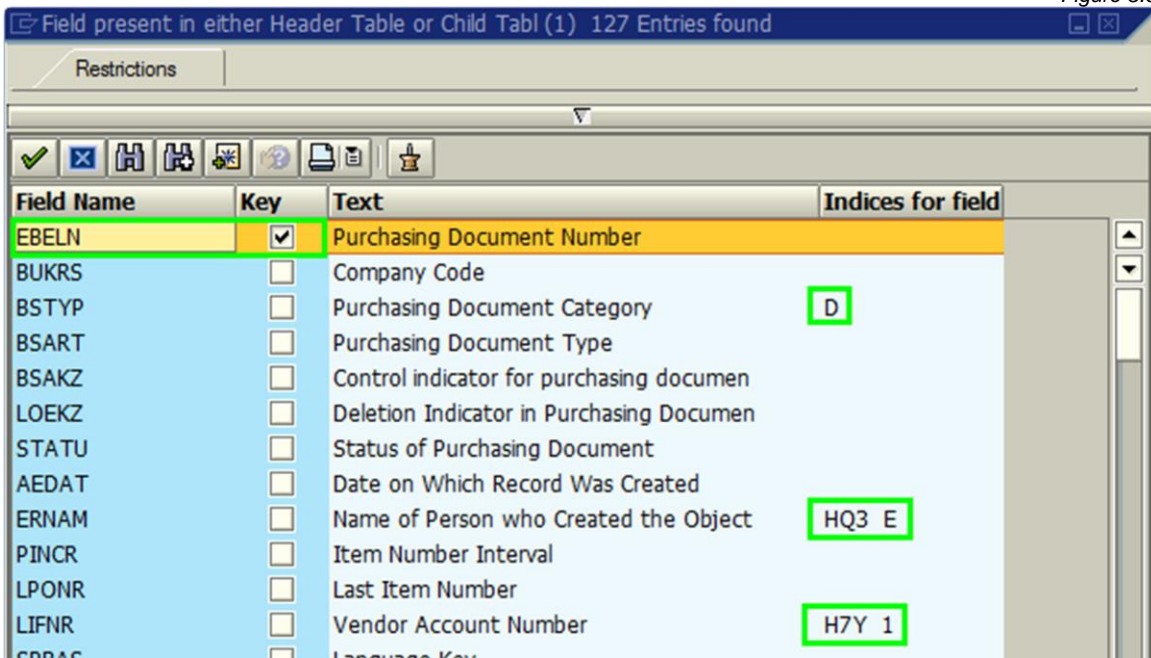 Field present in either Header Table or Child Tabl (1) 127 Entries found
Restrictions
Field Name Key Text Indices for field
EBELN Purchasing Document Number
BUKRS Company Code
BSTYP Purchasing Document Category D
BSART Purchasing Document Type
BSAKZ Control indicator for purchasing documen
LOEKZ Deletion Indicator in Purchasing Documen
STATU Status of Purchasing Document
AEDAT Date on Which Record Was Created
ERNAM Name of Person who Created the Object HQ3 E
PINCR Item Number Interval
LPONR Last Item Number
LIFNR Vendor Account Number H7Y 1